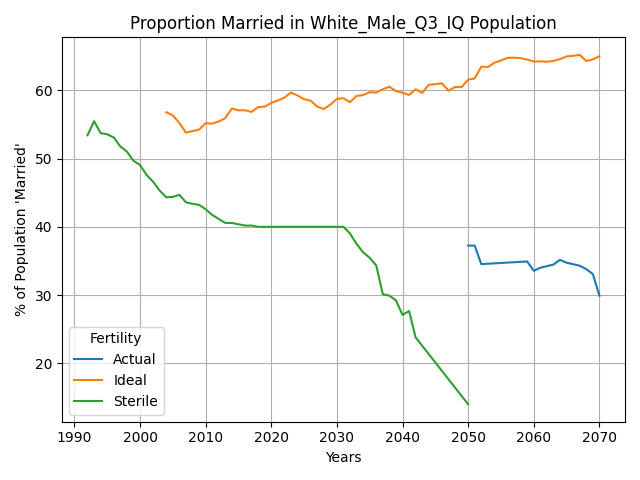 Proportion Married in White_Male_Q3_IQ Population
% of Population 'Married'
60
50
40
30
20
Fertility
Actual
Ideal
Sterile
1990 2000 2010 2020 2030 2040 2050 2060 2070
Years